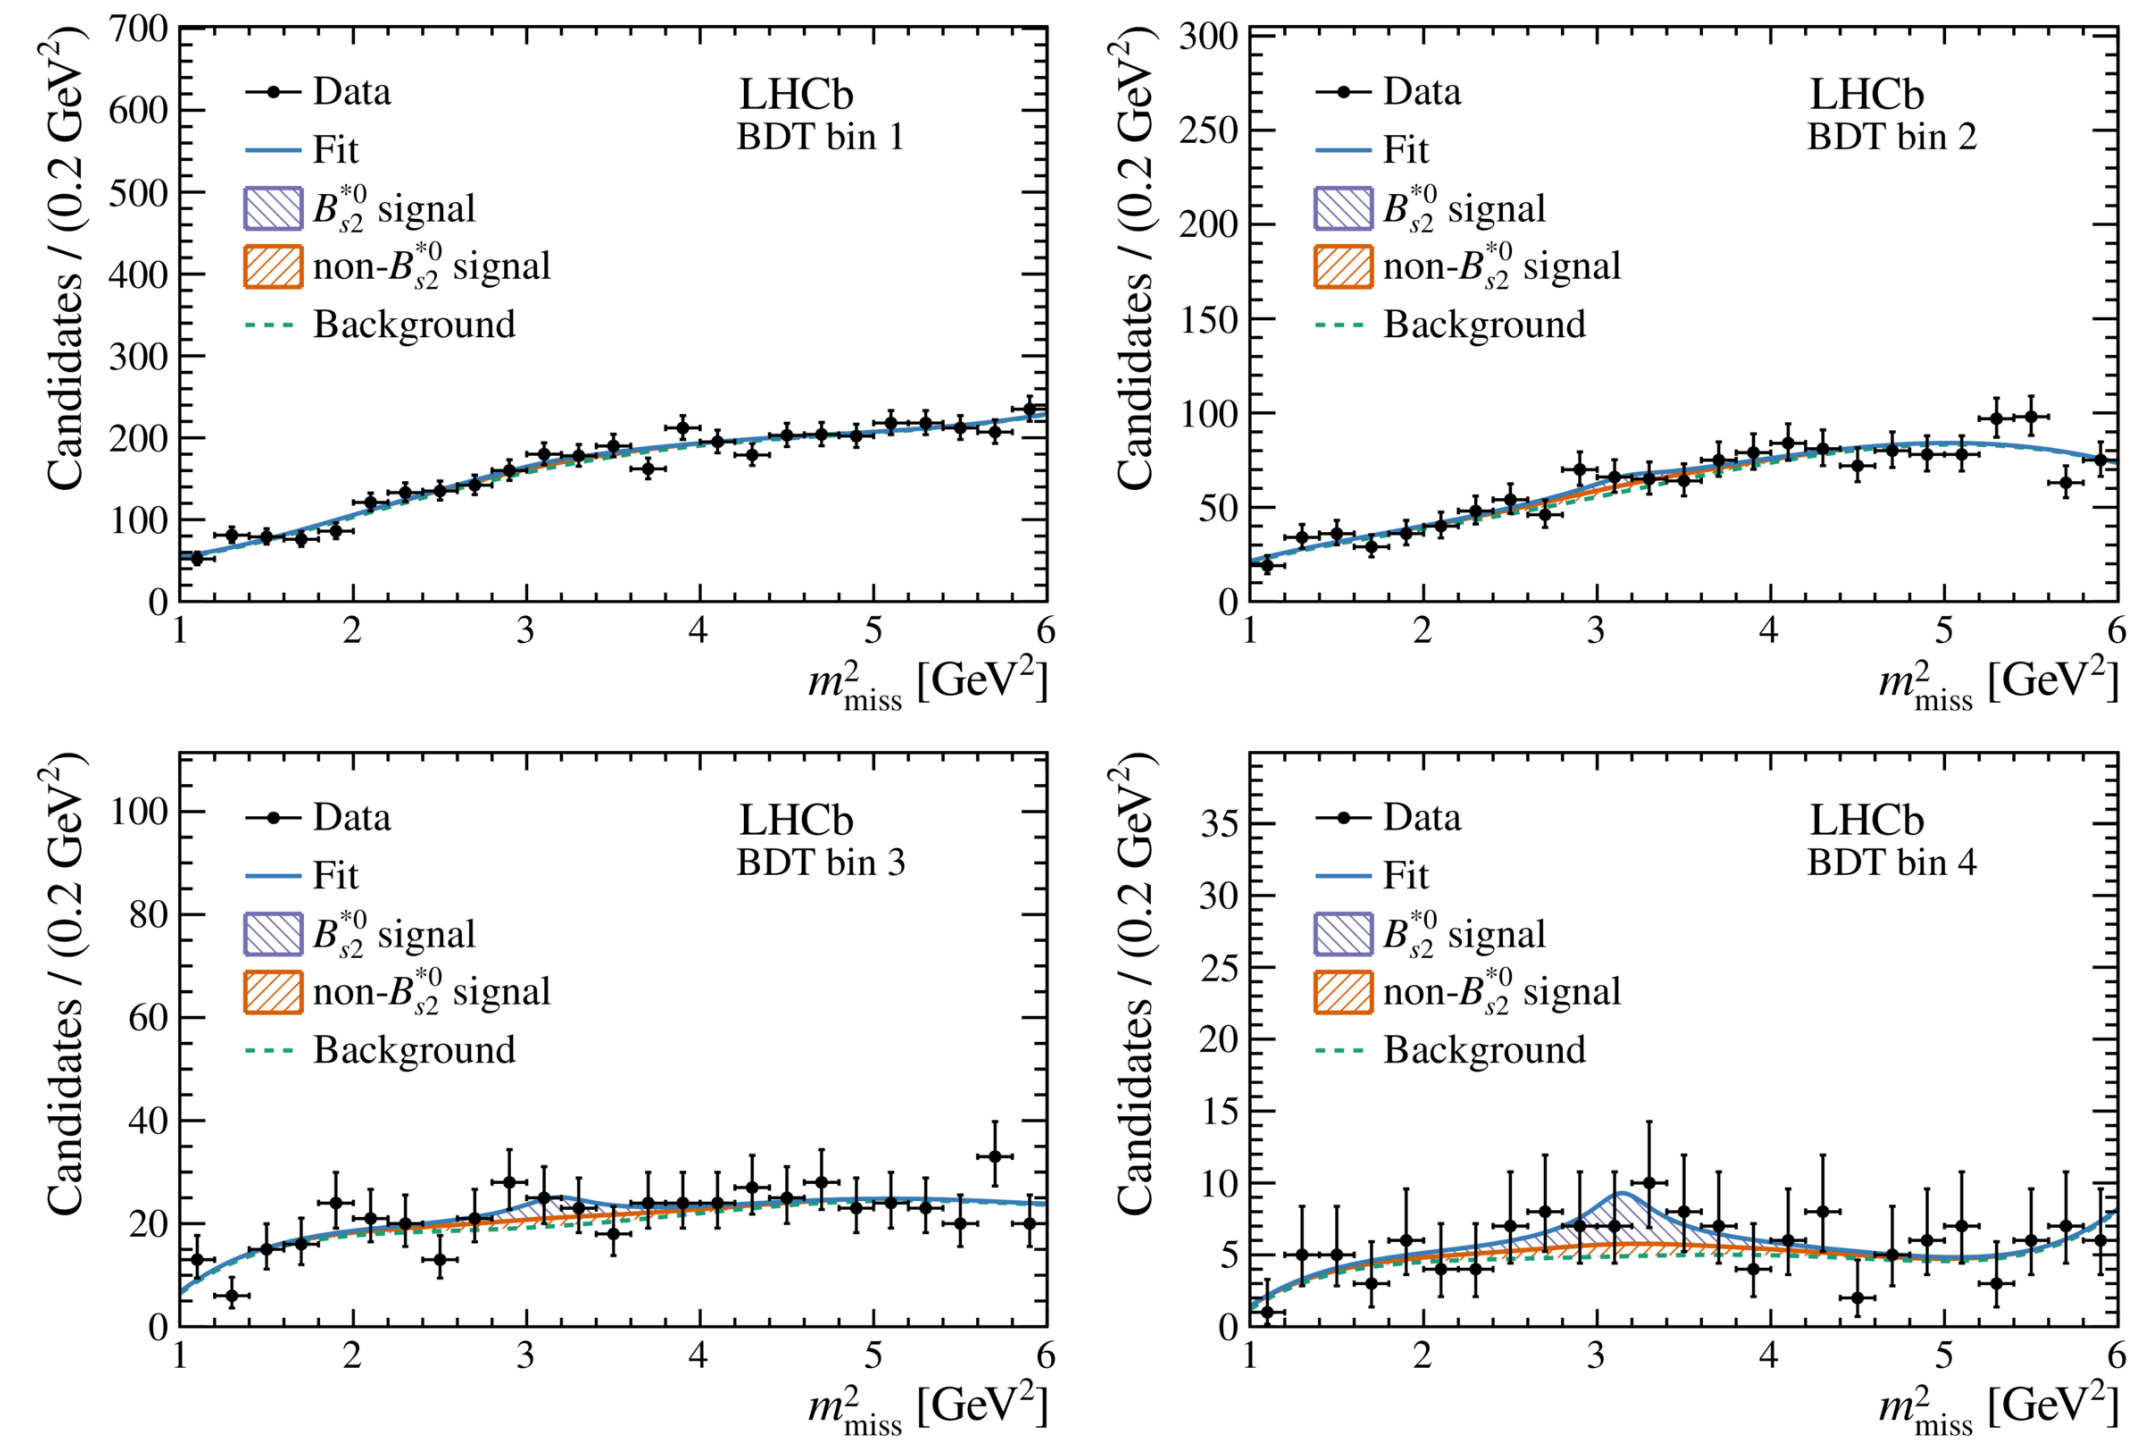 Candidates / (0.2 GeV²)
700
600
500
400
300
200
100
0
Data
Fit
B*0s2 signal
non-B*0s2 signal
Background
LHCb
BDT bin 1
1 2 3 4 5 6
m²miss [GeV²]
Candidates / (0.2 GeV²)
300
250
200
150
100
50
0
Data
Fit
B*0s2 signal
non-B*0s2 signal
Background
LHCb
BDT bin 2
1 2 3 4 5 6
m²miss [GeV²]
Candidates / (0.2 GeV²)
100
80
60
40
20
0
Data
Fit
B*0s2 signal
non-B*0s2 signal
Background
LHCb
BDT bin 3
1 2 3 4 5 6
m²miss [GeV²]
Candidates / (0.2 GeV²)
35
30
25
20
15
10
5
0
Data
Fit
B*0s2 signal
non-B*0s2 signal
Background
LHCb
BDT bin 4
1 2 3 4 5 6
m²miss [GeV²]